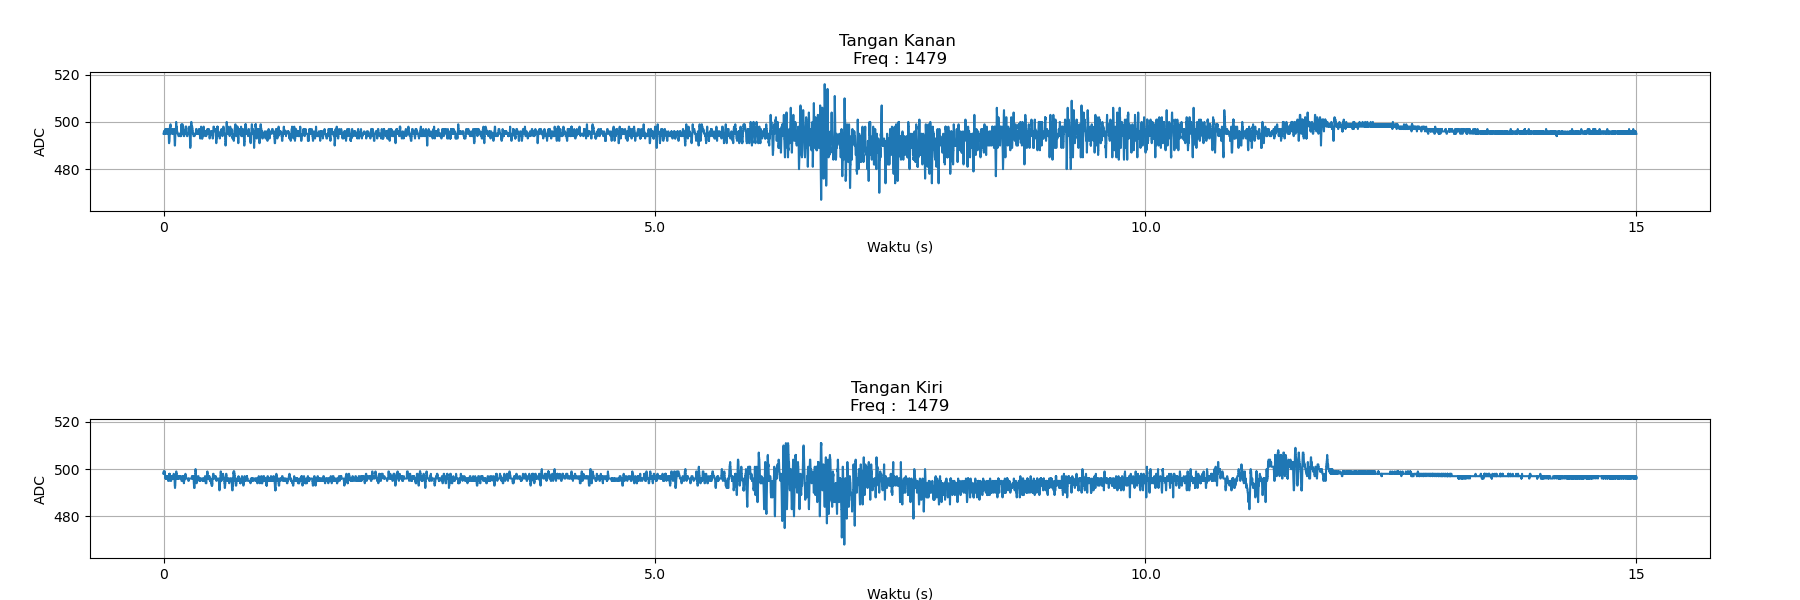 Tangan Kanan
Freq : 1479
520
500
480
ADC
0
5.0
10.0
15
Waktu (s)
Tangan Kiri
Freq :  1479
520
500
480
ADC
0
5.0
10.0
15
Waktu (s)